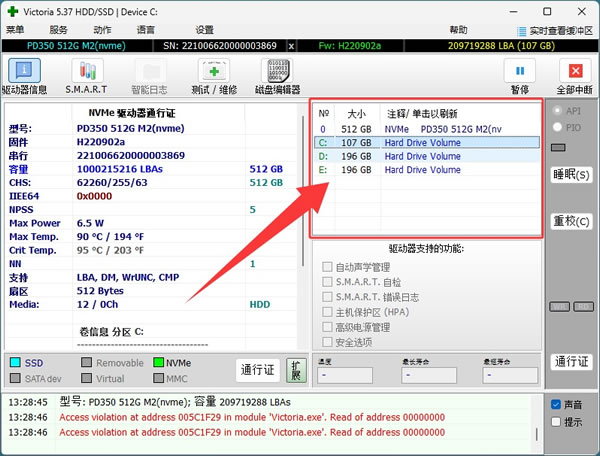 Victoria 5.37 HDD/SSD | Device C:
菜单 服务 动作 语言 设置 帮助 实时查看缓冲区
PD350 512G M2(nvme) SN: 221006620000003869 x Fw: H220902a 209719288 LBA (107 GB)
驱动器信息 S.M.A.R.T 智能日志 测试 / 维修 磁盘编辑器 暂停 全部中断
NVMe 驱动器通行证
型号: PD350 512G M2(nvme)
固件 H220902a
串行 221006620000003869
容量 1000215216 LBAs 512 GB
CHS: 62260/255/63 512 GB
IIEE64 0x0000
NPSS 5
Max Power 6.5 W
Max Temp. 90 °C / 194 °F
Crit Temp. 95 °C / 203 °F
NN 1
支持 LBA, DM, WrUNC, CMP
扇区 512 Bytes
Media: 12 / 0Ch HDD
卷信息 分区 C:
--------------------------
№ 大小 注释/ 单击以刷新
0 512 GB NVMe PD350 512G M2(nv
C: 107 GB Hard Drive Volume
D: 196 GB Hard Drive Volume
E: 196 GB Hard Drive Volume
驱动器支持的功能:
自动声学管理
S.M.A.R.T. 自检
S.M.A.R.T. 错误日志
主机保护区 (HPA)
高级电源管理
安全选项
温度 最长寿命 最短寿命
- - -
API
PIO
睡眠(S)
重校(C)
通行证
SSD Removable NVMe
SATA dev Virtual MMC
通行证
扩展
13:28:45 型号: PD350 512G M2(nvme); 容量 209719288 LBAs
13:28:46 Access violation at address 005C1F29 in module 'Victoria.exe'. Read of address 00000000
13:28:46 Access violation at address 005C1F29 in module 'Victoria.exe'. Read of address 00000000
声音
提示